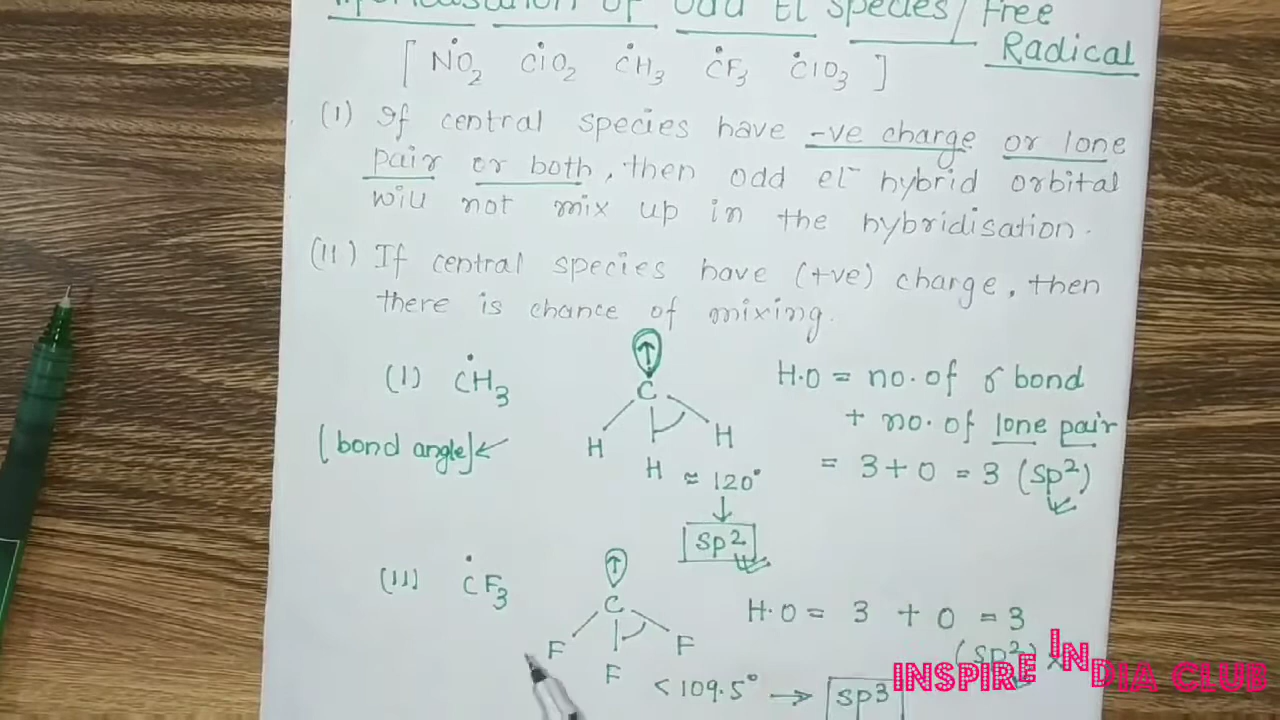 of odd El species/ Free
Radical
[ NO2 ClO2 CH3 CF3 ClO3 ]
(I) If central species have -ve charge or lone
pair or both, then odd el- hybrid orbital
will not mix up in the hybridisation.
(II) If central species have (+ve) charge, then
there is chance of mixing.
(I) ĊH3
[bond angle]
↑
C
H H H
≈ 120°
↓
sp2
H.O = no. of σ bond
+ no. of lone pair
= 3 + 0 = 3 (sp2)
(II) ĊF3
↑
C
F F F
< 109.5° → sp3
H.O = 3 + 0 = 3
(sp2) ×
INSPIRE INDIA CLUB